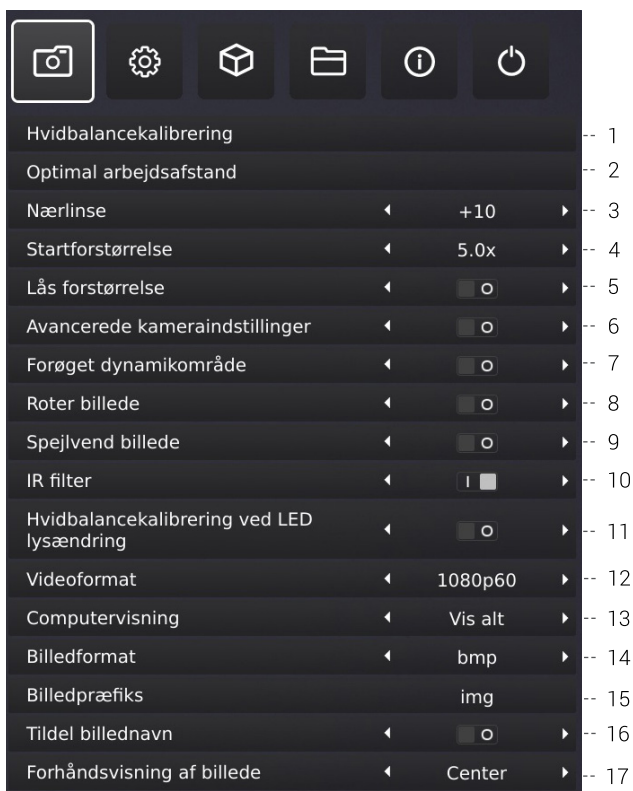 Hvidbalancekalibrering -- 1
Optimal arbejdsafstand -- 2
Nærlinse +10 -- 3
Startforstørrelse 5.0x -- 4
Lås forstørrelse O -- 5
Avancerede kameraindstillinger O -- 6
Forøget dynamikområde O -- 7
Roter billede O -- 8
Spejlvend billede O -- 9
IR filter I -- 10
Hvidbalancekalibrering ved LED
lysændring O -- 11
Videoformat 1080p60 -- 12
Computervisning Vis alt -- 13
Billedformat bmp -- 14
Billedpræfiks img -- 15
Tildel billednavn O -- 16
Forhåndsvisning af billede Center -- 17